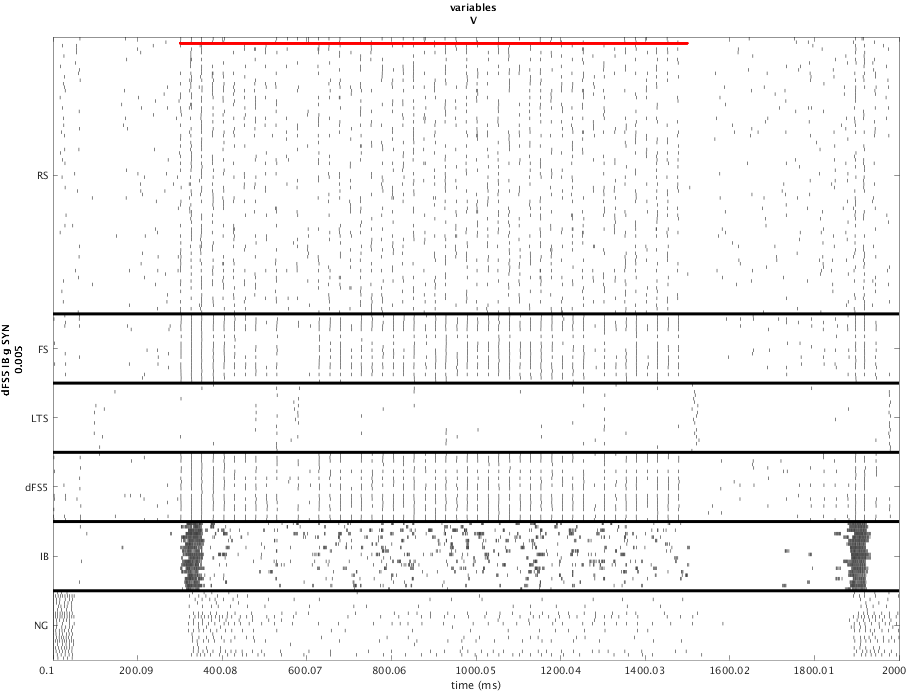 variables
V
RS
FS
LTS
dFS5
IB
NG
dFS5 IB g SYN
0.005
0.1
200.09
400.08
600.07
800.06
1000.05
1200.04
1400.03
1600.02
1800.01
2000
time (ms)